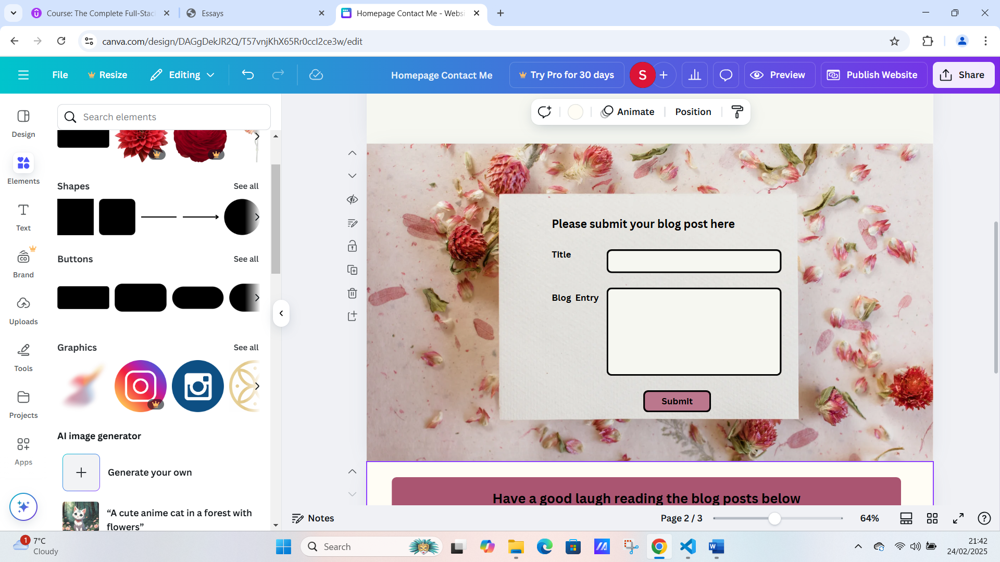 Course: The Complete Full-Stac
Essays
Homepage Contact Me - Websi
canva.com/design/DAGgDekJR2Q/T57vnjKhX65Rr0ccl2ce3w/edit
File
Resize
Editing
Homepage Contact Me
Try Pro for 30 days
S
Preview
Publish Website
Share
Search elements
Animate
Position
Design
Elements
Text
Brand
Uploads
Tools
Projects
Apps
Shapes
See all
Buttons
See all
Graphics
See all
AI image generator
Generate your own
“A cute anime cat in a forest with
flowers”
Please submit your blog post here
Title
Blog Entry
Submit
Have a good laugh reading the blog posts below
Notes
Page 2 / 3
64%
1
7°C
Cloudy
Search
21:42
24/02/2025